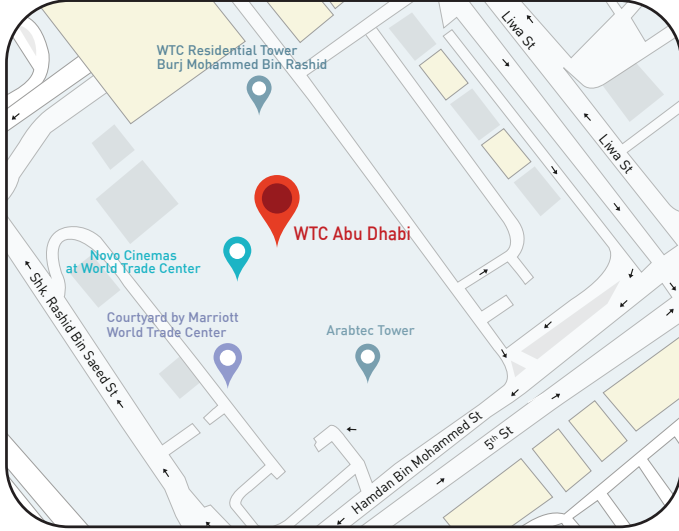 Liwa St
WTC Residential Tower
Burj Mohammed Bin Rashid
Liwa St
WTC Abu Dhabi
Novo Cinemas
at World Trade Center
Shk. Rashid Bin Saeed St
Courtyard by Marriott
World Trade Center
Arabtec Tower
Hamdan Bin Mohammed St
5th St